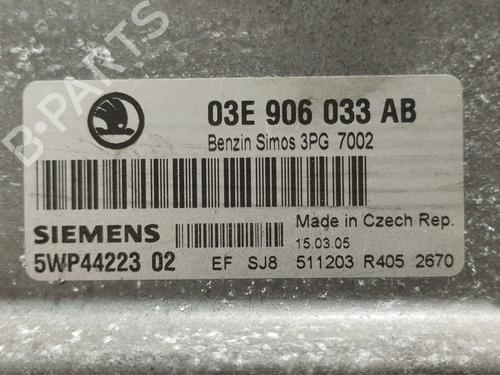 B-PARTS
03E 906 033 AB
Benzin Simos 3PG 7002
SIEMENS
Made in Czech Rep.
15.03.05
5WP44223 02 EF SJ8 511203 R405 2670